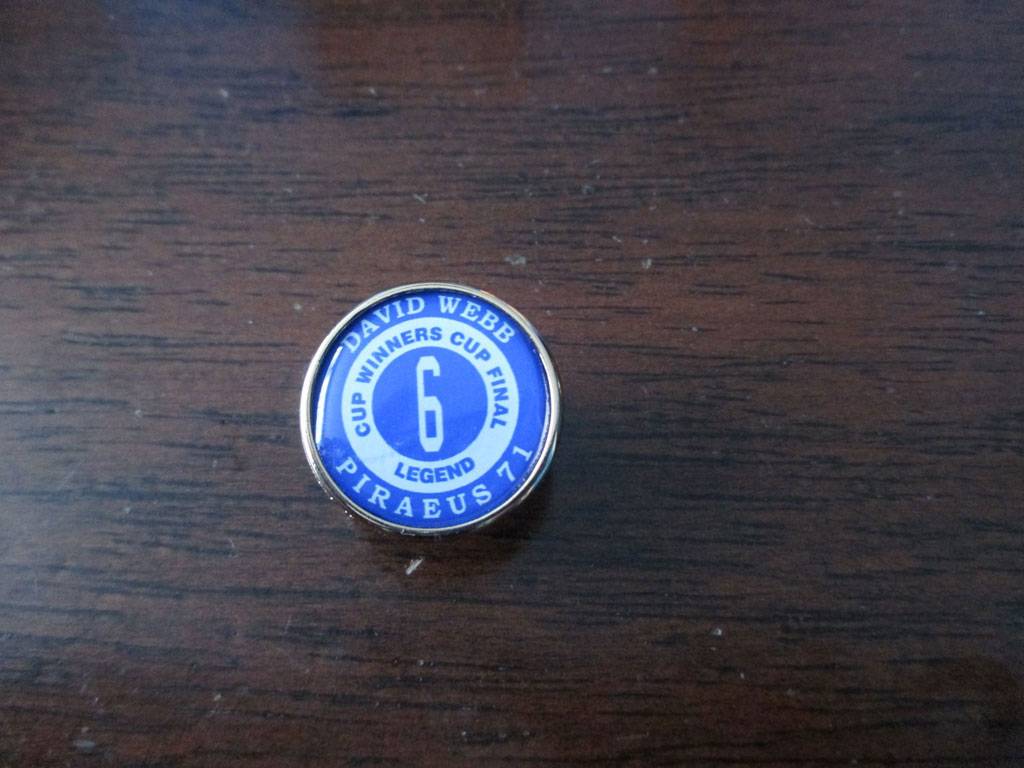 DAVID WEBB
CUP WINNERS CUP FINAL
6
LEGEND
PIRAEUS 71